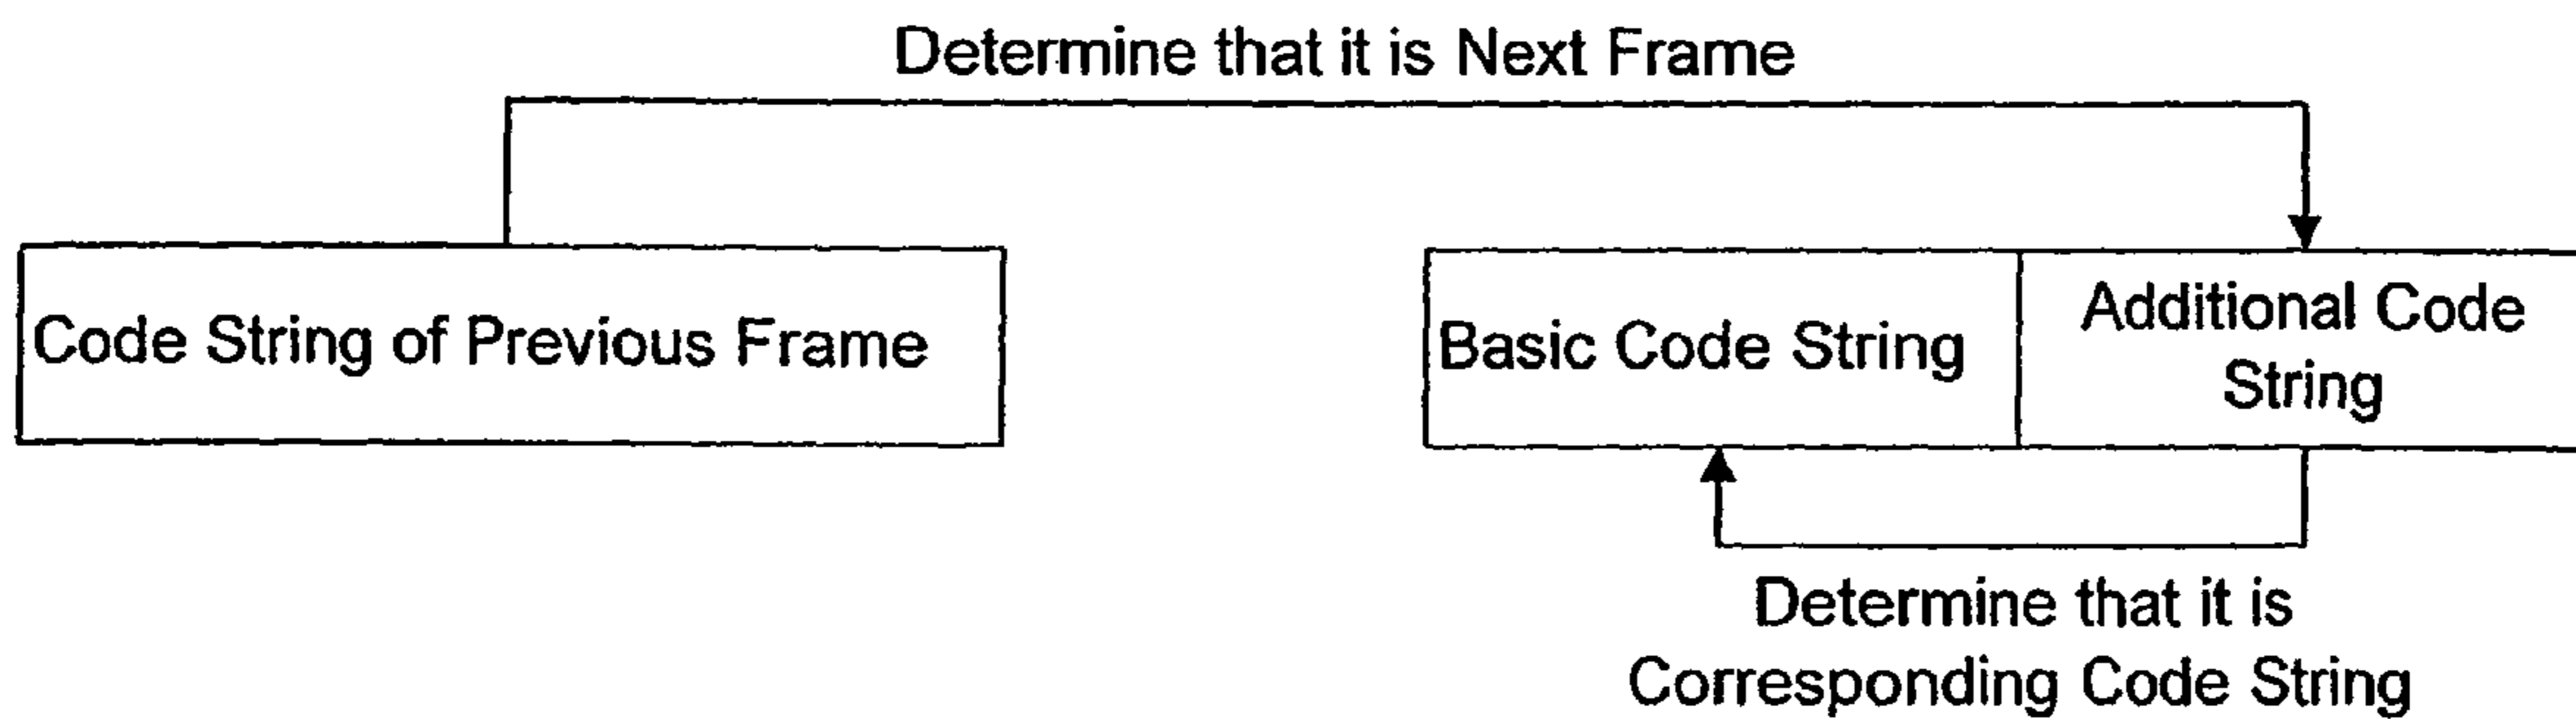 Determine that it is Next Frame
Code String of Previous Frame
Basic Code String
Additional Code
String
Determine that it is
Corresponding Code String